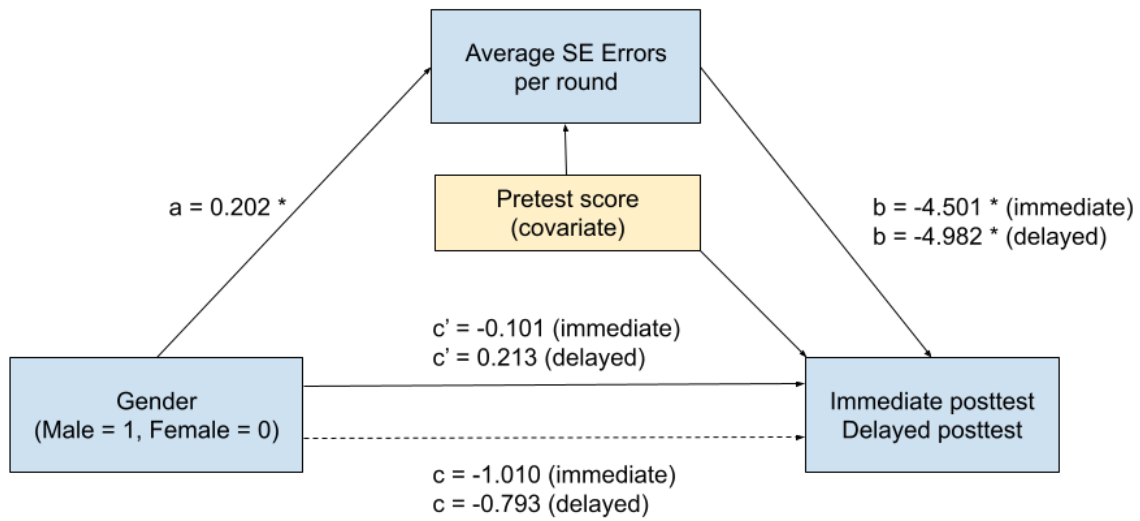 Average SE Errors
per round
Pretest score
(covariate)
a = 0.202 *
b = -4.501 * (immediate)
b = -4.982 * (delayed)
c' = -0.101 (immediate)
c' = 0.213 (delayed)
Gender
(Male = 1, Female = 0)
Immediate posttest
Delayed posttest
c = -1.010 (immediate)
c = -0.793 (delayed)